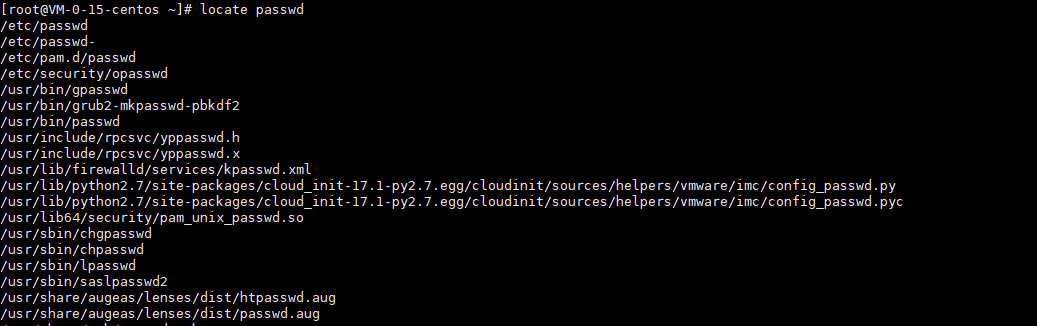 [root@VM-0-15-centos ~]# locate passwd
/etc/passwd
/etc/passwd-
/etc/pam.d/passwd
/etc/security/opasswd
/usr/bin/gpasswd
/usr/bin/grub2-mkpasswd-pbkdf2
/usr/bin/passwd
/usr/include/rpcsvc/yppasswd.h
/usr/include/rpcsvc/yppasswd.x
/usr/lib/firewalld/services/kpasswd.xml
/usr/lib/python2.7/site-packages/cloud_init-17.1-py2.7.egg/cloudinit/sources/helpers/vmware/imc/config_passwd.py
/usr/lib/python2.7/site-packages/cloud_init-17.1-py2.7.egg/cloudinit/sources/helpers/vmware/imc/config_passwd.pyc
/usr/lib64/security/pam_unix_passwd.so
/usr/sbin/chgpasswd
/usr/sbin/chpasswd
/usr/sbin/lpasswd
/usr/sbin/saslpasswd2
/usr/share/augeas/lenses/dist/htpasswd.aug
/usr/share/augeas/lenses/dist/passwd.aug